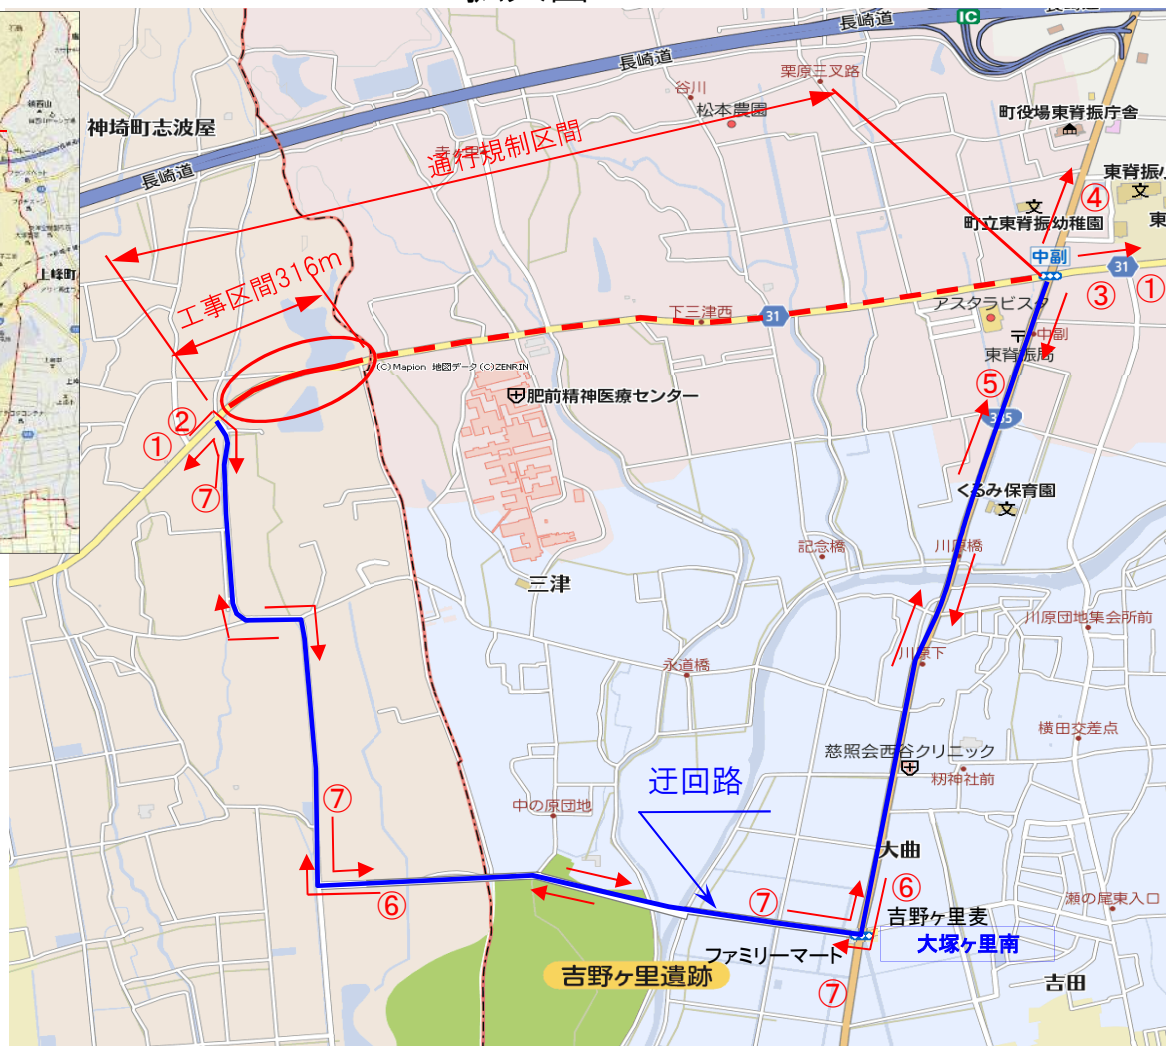 長崎道
IC
長崎道
栗原三叉路
谷川
松本農園
町役場東脊振庁舎
神埼町志波屋
通行規制区間
長崎道
東脊振小
文
④
文
町立東脊振幼稚園
東
中副
上峰町
工事区間316m
31
③
①
アスタラビスタ
下三津西
31
〒
中副
東脊振局
(C)Mapion 地図データ(C)ZENRIN
⑤
肥前精神医療センター
②
①
385
⑦
くるみ保育園
文
記念橋
川原橋
三津
川原団地集会所前
川原下
永道橋
横田交差点
慈照会西谷クリニック
籾神社前
迂回路
⑦
中の原団地
大曲
⑥
⑦
⑥
瀬の尾東入口
吉野ヶ里麦
大塚ヶ里南
ファミリーマート
吉野ヶ里遺跡
吉田
⑦